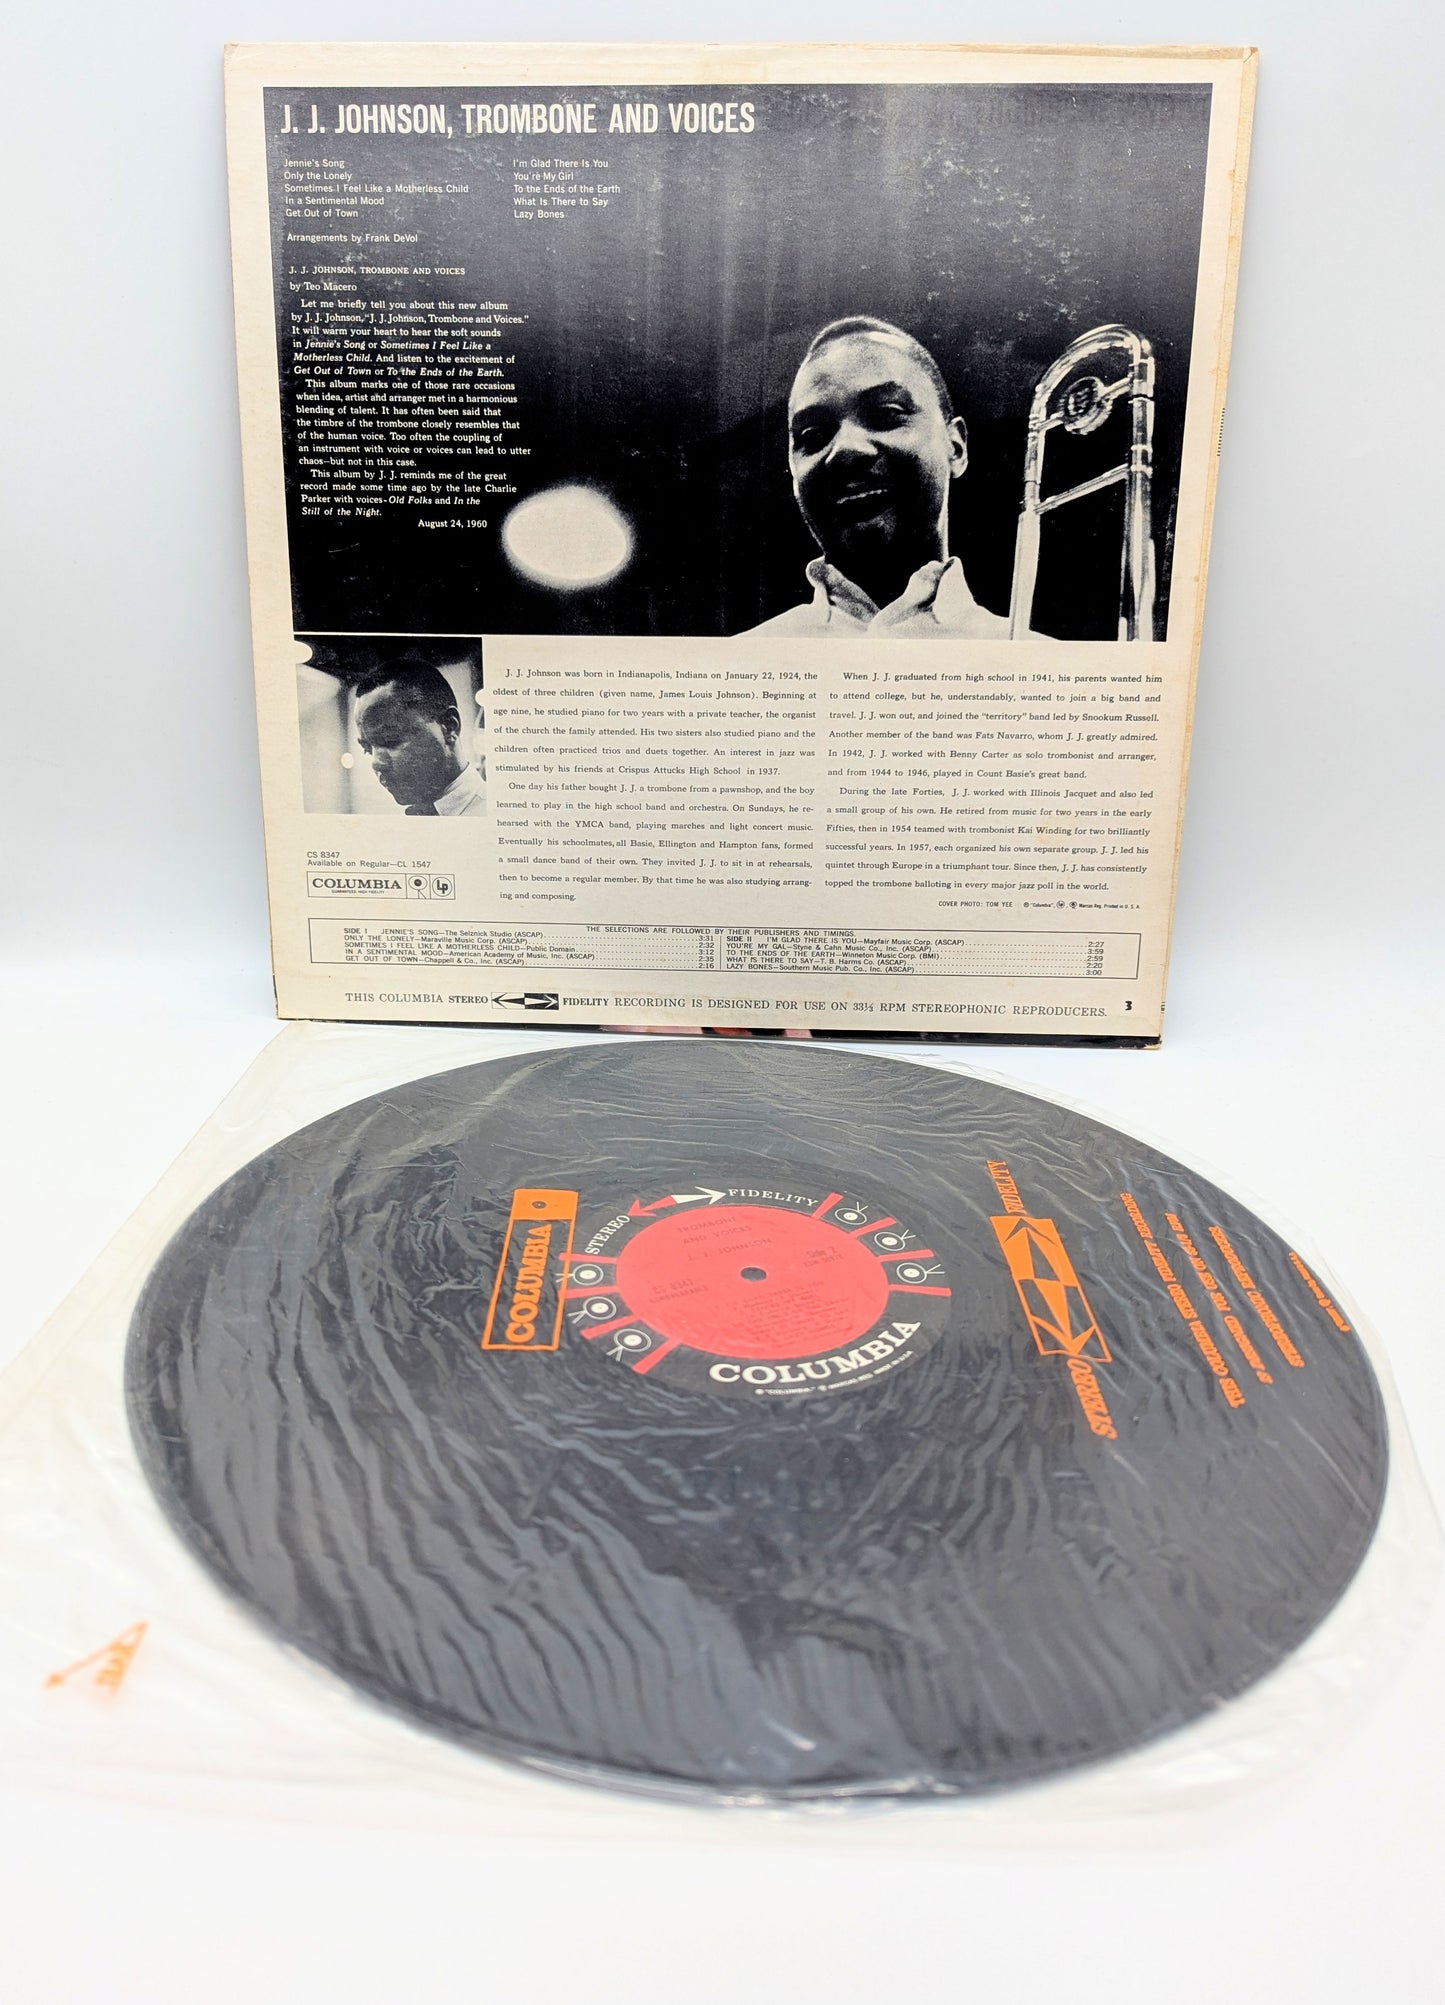 J. J. JOHNSON, TROMBONE AND VOICES
Jennie's Song
Only the Lonely
Sometimes I Feel Like a Motherless Child
In a Sentimental Mood
Get Out of Town
I'm Glad There Is You
You're My Girl
To the Ends of the Earth
What Is There to Say
Lazy Bones
Arrangements by Frank DeVol
J. J. JOHNSON, TROMBONE AND VOICES
by Teo Macero
Let me briefly tell you about this new album
by J. J. Johnson, "J. J. Johnson, Trombone and Voices."
It will warm your heart to hear the soft sounds
in Jennie's Song or Sometimes I Feel Like a
Motherless Child. And listen to the excitement of
Get Out of Town or To the Ends of the Earth.
This album marks one of those rare occasions
when idea, artist and arranger met in a harmonious
blending of talent. It has often been said that
the timbre of the trombone closely resembles that
of the human voice. Too often the coupling of
an instrument with voice or voices can lead to utter
chaos—but not in this case.
This album by J. J. reminds me of the great
record made some time ago by the late Charlie
Parker with voices-Old Folks and In the
Still of the Night.
August 24, 1960
J. J. Johnson was born in Indianapolis, Indiana on January 22, 1924, the
oldest of three children (given name, James Louis Johnson). Beginning at
age nine, he studied piano for two years with a private teacher, the organist
of the church the family attended. His two sisters also studied piano and the
children often practiced trios and duets together. An interest in jazz was
stimulated by his friends at Crispus Attucks High School in 1937.
One day his father bought J. J. a trombone from a pawnshop, and the boy
learned to play in the high school band and orchestra. On Sundays, he re-
hearsed with the YMCA band, playing marches and light concert music.
Eventually his schoolmates, all Basie, Ellington and Hampton fans, formed
a small dance band of their own. They invited J. J. to sit in at rehearsals,
then to become a regular member. By that time he was also studying arrang-
ing and composing.
When J. J. graduated from high school in 1941, his parents wanted him
to attend college, but he, understandably, wanted to join a big band and
travel. J. J. won out, and joined the "territory" band led by Snookum Russell.
Another member of the band was Fats Navarro, whom J. J. greatly admired.
In 1942, J. J. worked with Benny Carter as solo trombonist and arranger,
and from 1944 to 1946, played in Count Basie's great band.
During the late Forties, J. J. worked with Illinois Jacquet and also led
a small group of his own. He retired from music for two years in the early
Fifties, then in 1954 teamed with trombonist Kai Winding for two brilliantly
successful years. In 1957, each organized his own separate group. J. J. led his
quintet through Europe in a triumphant tour. Since then, J. J. has consistently
topped the trombone balloting in every major jazz poll in the world.
COVER PHOTO: TOM YEE ® "Columbia", Marcas Reg. Printed in U. S. A.
CS 8347
Available on Regular—CL 1547
COLUMBIA Lp
GUARANTEED HIGH FIDELITY
THE SELECTIONS ARE FOLLOWED BY THEIR PUBLISHERS AND TIMINGS.
SIDE I JENNIE'S SONG—The Selznick Studio (ASCAP) 3:31
ONLY THE LONELY—Maraville Music Corp. (ASCAP) 2:32
SOMETIMES I FEEL LIKE A MOTHERLESS CHILD—Public Domain 3:12
IN A SENTIMENTAL MOOD—American Academy of Music, Inc. (ASCAP) 2:35
GET OUT OF TOWN—Chappell & Co., Inc. (ASCAP) 2:16
SIDE II I'M GLAD THERE IS YOU—Mayfair Music Corp. (ASCAP) 2:27
YOU'RE MY GAL—Styne & Cahn Music Co., Inc. (ASCAP) 3:59
TO THE ENDS OF THE EARTH—Winneton Music Corp. (BMI) 2:59
WHAT IS THERE TO SAY—T. B. Harms Co. (ASCAP) 2:20
LAZY BONES—Southern Music Pub. Co., Inc. (ASCAP) 3:00
THIS COLUMBIA STEREO FIDELITY RECORDING IS DESIGNED FOR USE ON 33⅓ RPM STEREOPHONIC REPRODUCERS. 3
STEREO FIDELITY
TROMBONE
AND VOICES
J. J. JOHNSON
CS 8347
Side 2
COLUMBIA
COLUMBIA
STEREO FIDELITY
THIS COLUMBIA STEREO FIDELITY RECORDING
IS DESIGNED FOR USE ON 33⅓ RPM
STEREOPHONIC REPRODUCERS.